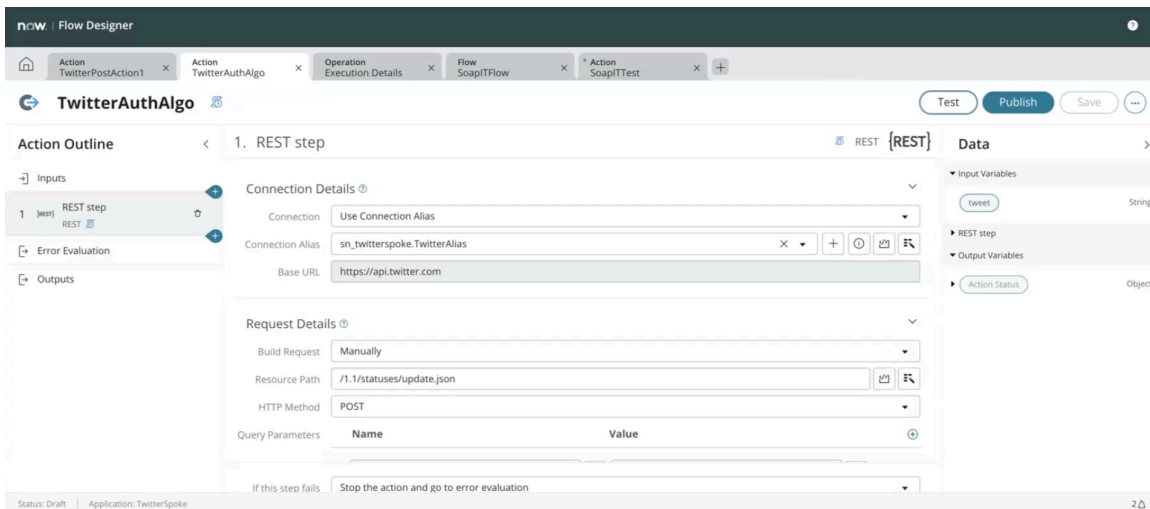 now. | Flow Designer
Action
TwitterPostAction1
Action
TwitterAuthAlgo
Operation
Execution Details
Flow
SoapITFlow
* Action
SoapITTest
TwitterAuthAlgo
Test
Publish
Save
Action Outline
1. REST step
REST {REST}
Data
Inputs
1 [REST] REST step
REST
Error Evaluation
Outputs
Connection Details
Connection Use Connection Alias
Connection Alias sn_twitterspoke.TwitterAlias
Base URL https://api.twitter.com
Request Details
Build Request Manually
Resource Path /1.1/statuses/update.json
HTTP Method POST
Query Parameters Name Value
If this step fails Stop the action and go to error evaluation
Input Variables
tweet String
REST step
Output Variables
Action Status Object
Status: Draft | Application: TwitterSpoke
2